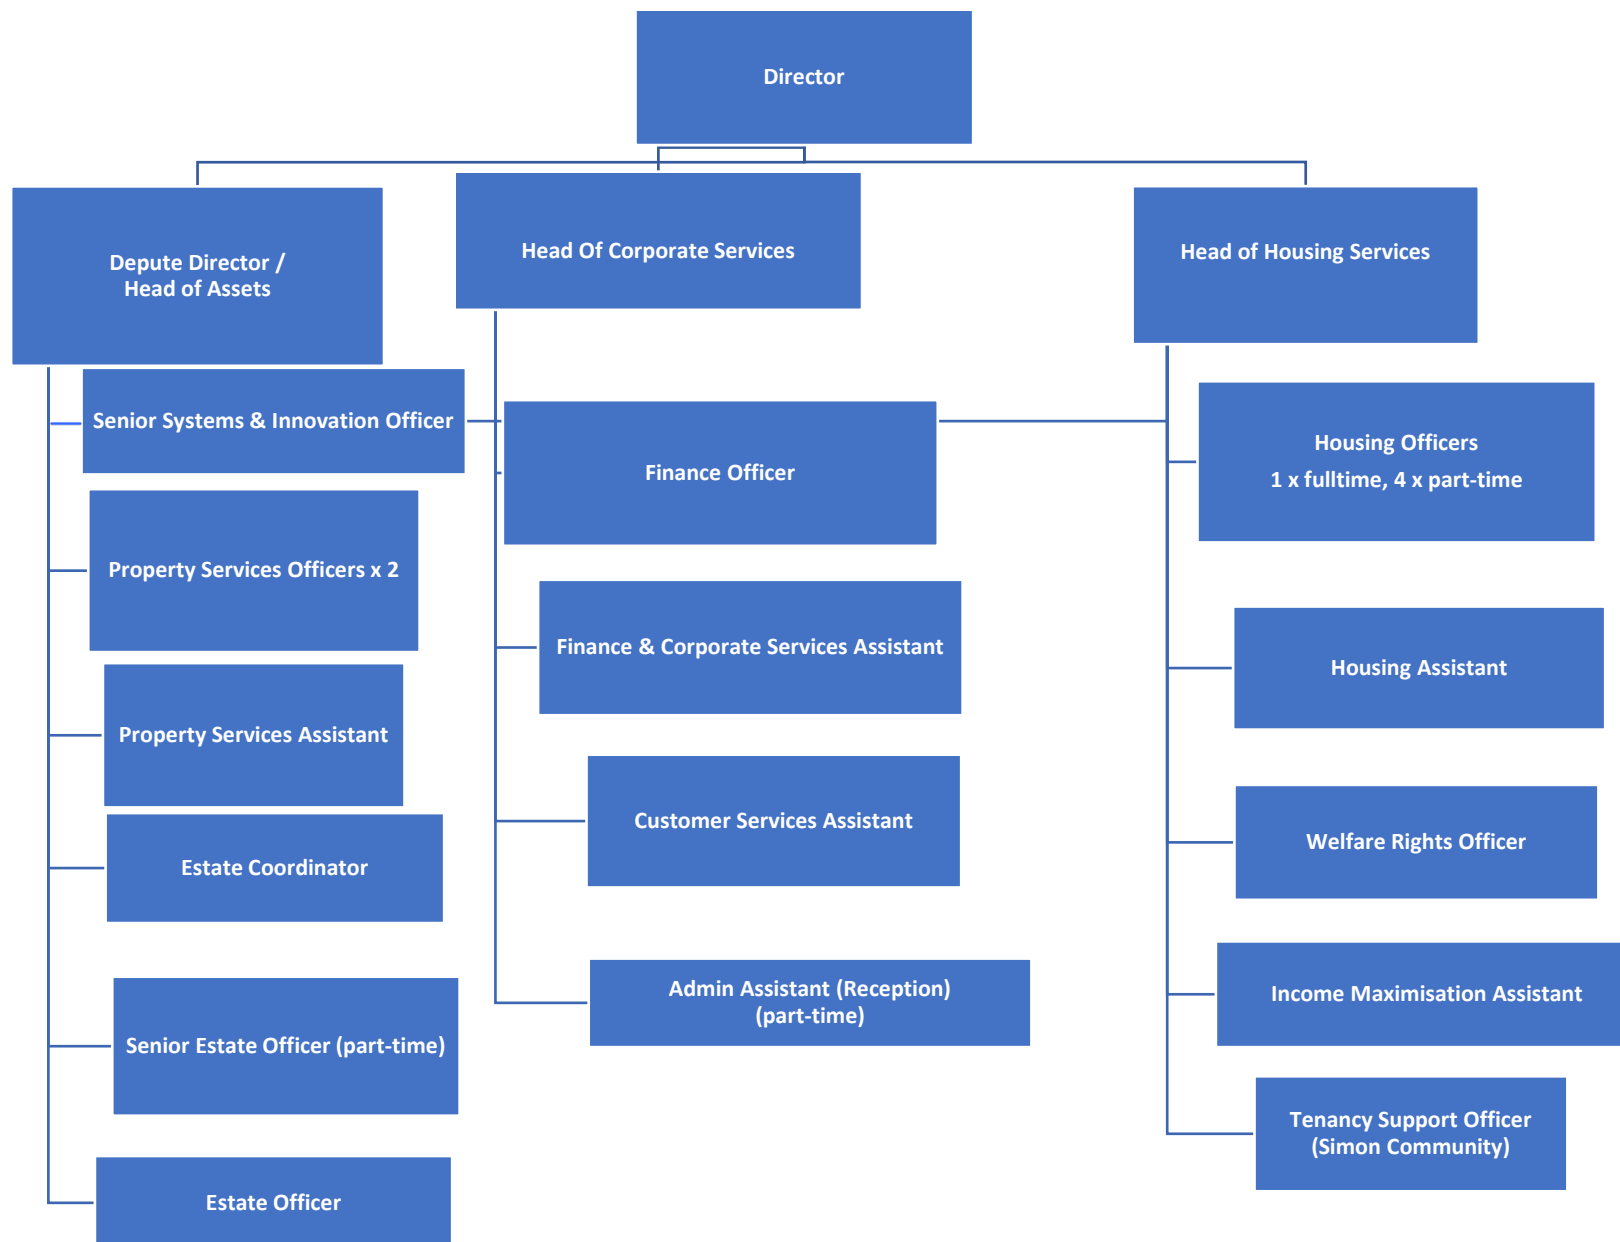 Director
Depute Director /
Head of Assets
Head Of Corporate Services
Head of Housing Services
Senior Systems & Innovation Officer
Property Services Officers x 2
Property Services Assistant
Estate Coordinator
Senior Estate Officer (part-time)
Estate Officer
Finance Officer
Finance & Corporate Services Assistant
Customer Services Assistant
Admin Assistant (Reception)
(part-time)
Housing Officers
1 x fulltime, 4 x part-time
Housing Assistant
Welfare Rights Officer
Income Maximisation Assistant
Tenancy Support Officer
(Simon Community)